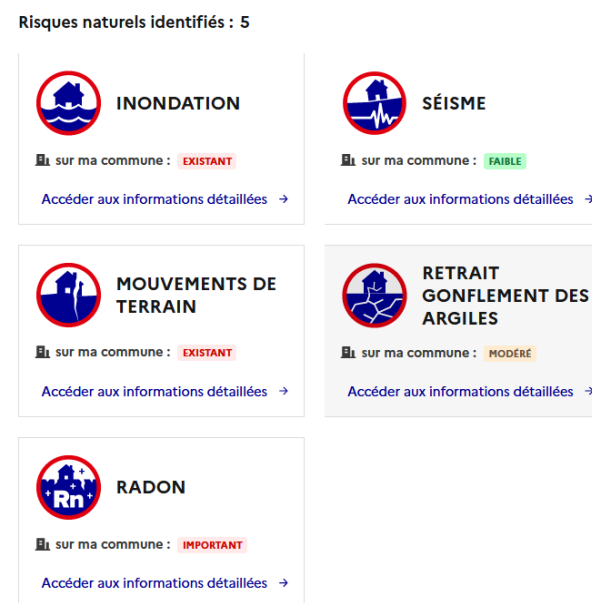 Risques naturels identifiés : 5
INONDATION
sur ma commune : EXISTANT
Accéder aux informations détaillées →
SÉISME
sur ma commune : FAIBLE
Accéder aux informations détaillées →
MOUVEMENTS DE
TERRAIN
sur ma commune : EXISTANT
Accéder aux informations détaillées →
RETRAIT
GONFLEMENT DES
ARGILES
sur ma commune : MODÉRÉ
Accéder aux informations détaillées →
Rn
RADON
sur ma commune : IMPORTANT
Accéder aux informations détaillées →